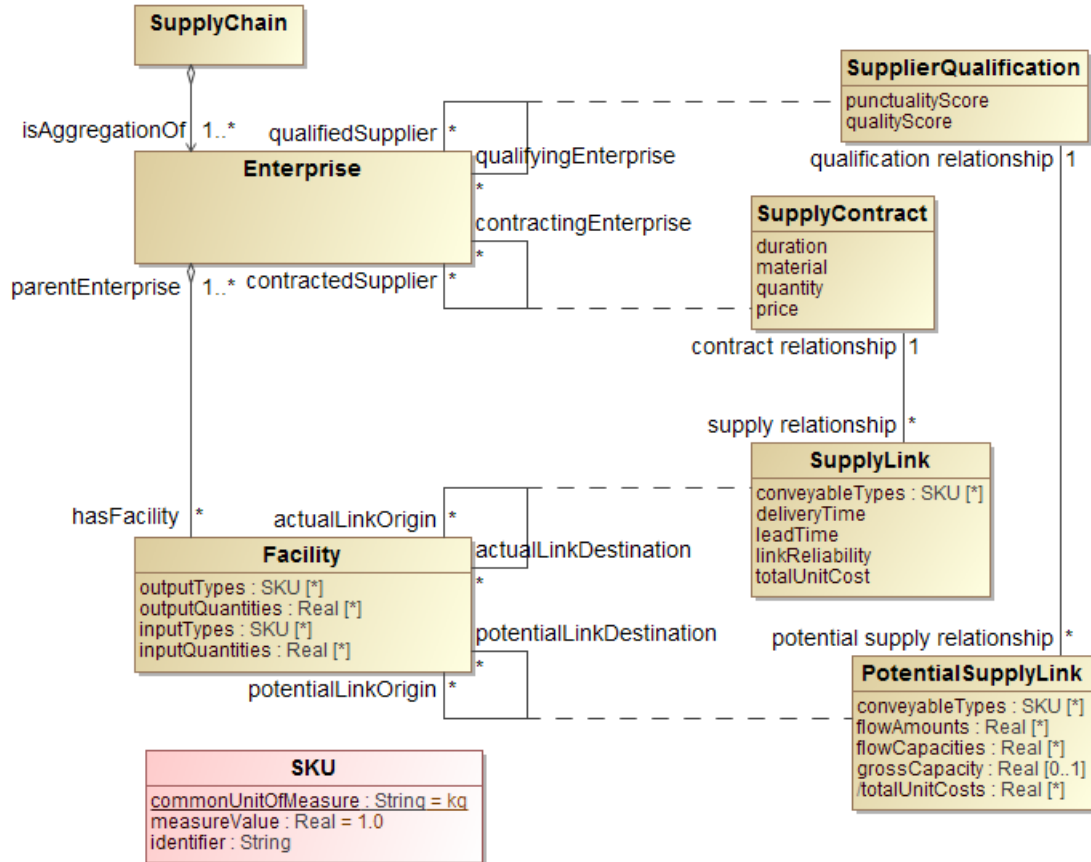 SupplyChain
isAggregationOf 1..*
Enterprise
qualifiedSupplier *
qualifyingEnterprise
*
contractingEnterprise
*
contractedSupplier *
parentEnterprise 1..*
SupplierQualification
punctualityScore
qualityScore
qualification relationship 1
SupplyContract
duration
material
quantity
price
contract relationship 1
supply relationship *
SupplyLink
conveyableTypes : SKU [*]
deliveryTime
leadTime
linkReliability
totalUnitCost
hasFacility *
actualLinkOrigin *
actualLinkDestination
*
Facility
outputTypes : SKU [*]
outputQuantities : Real [*]
inputTypes : SKU [*]
inputQuantities : Real [*]
potentialLinkDestination
*
potentialLinkOrigin *
potential supply relationship *
PotentialSupplyLink
conveyableTypes : SKU [*]
flowAmounts : Real [*]
flowCapacities : Real [*]
grossCapacity : Real [0..1]
/totalUnitCosts : Real [*]
SKU
commonUnitOfMeasure : String = kg
measureValue : Real = 1.0
identifier : String